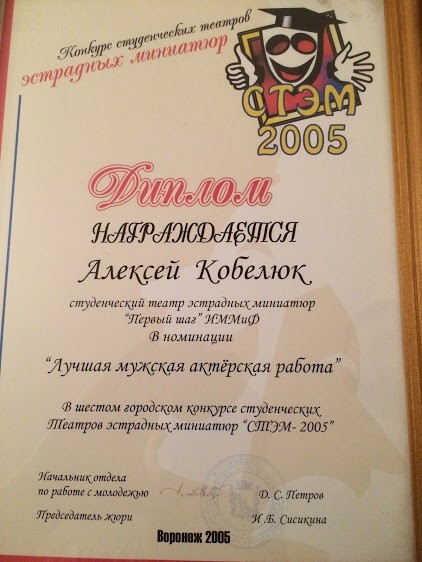 Конкурс студенческих театров
эстрадных миниатюр
СТЭМ
2005
Диплом
НАГРАЖДАЕТСЯ
Алексей Кобелюк
студенческий театр эстрадных миниатюр
"Первый шаг" ИММиФ
В номинации
"Лучшая мужская актёрская работа"
В шестом городском конкурсе студенческих
Театров эстрадных миниатюр "СТЭМ- 2005"
Начальник отдела
по работе с молодежью Д. С. Петров
Председатель жюри И.Б. Сисикина
Воронеж 2005